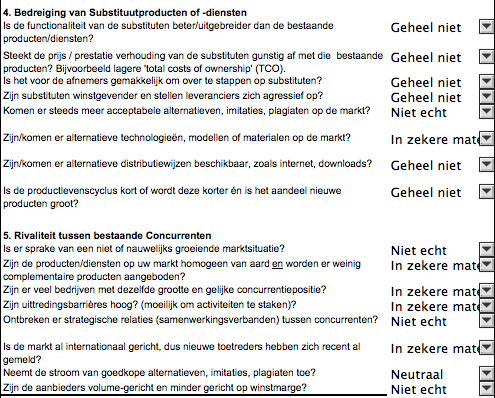 4. Bedreiging van Substituutproducten of -diensten
Is de functionaliteit van de substituten beter/uitgebreider dan de bestaande
producten/diensten?
Geheel niet
Steekt de prijs / prestatie verhouding van de substituten gunstig af met die bestaande
producten? Bijvoorbeeld lagere 'total costs of ownership' (TCO).
Geheel niet
Is het voor de afnemers gemakkelijk om over te stappen op substituten?
Geheel niet
Zijn substituten winstgevender en stellen leveranciers zich agressief op?
Geheel niet
Komen er steeds meer acceptabele alternatieven, imitaties, plagiaten op de markt?
Niet echt
Zijn/komen er alternatieve technologieën, modellen of materialen op de markt?
In zekere mate
Zijn/komen er alternatieve distributiewijzen beschikbaar, zoals internet, downloads?
Geheel niet
Is de productlevenscyclus kort of wordt deze korter én is het aandeel nieuwe
producten groot?
Geheel niet
5. Rivaliteit tussen bestaande Concurrenten
Is er sprake van een niet of nauwelijks groeiende marktsituatie?
Niet echt
Zijn de producten/diensten op uw markt homogeen van aard en worden er weinig
complementaire producten aangeboden?
In zekere mate
Zijn er veel bedrijven met dezelfde grootte en gelijke concurrentiepositie?
In zekere mate
Zijn uittredingsbarrières hoog? (moeilijk om activiteiten te staken)?
In zekere mate
Ontbreken er strategische relaties (samenwerkingsverbanden) tussen concurrenten?
Niet echt
Is de markt al internationaal gericht, dus nieuwe toetreders hebben zich recent al
gemeld?
In zekere mate
Neemt de stroom van goedkope alternatieven, imitaties, plagiaten toe?
Neutraal
Zijn de aanbieders volume-gericht en minder gericht op winstmarge?
Niet echt